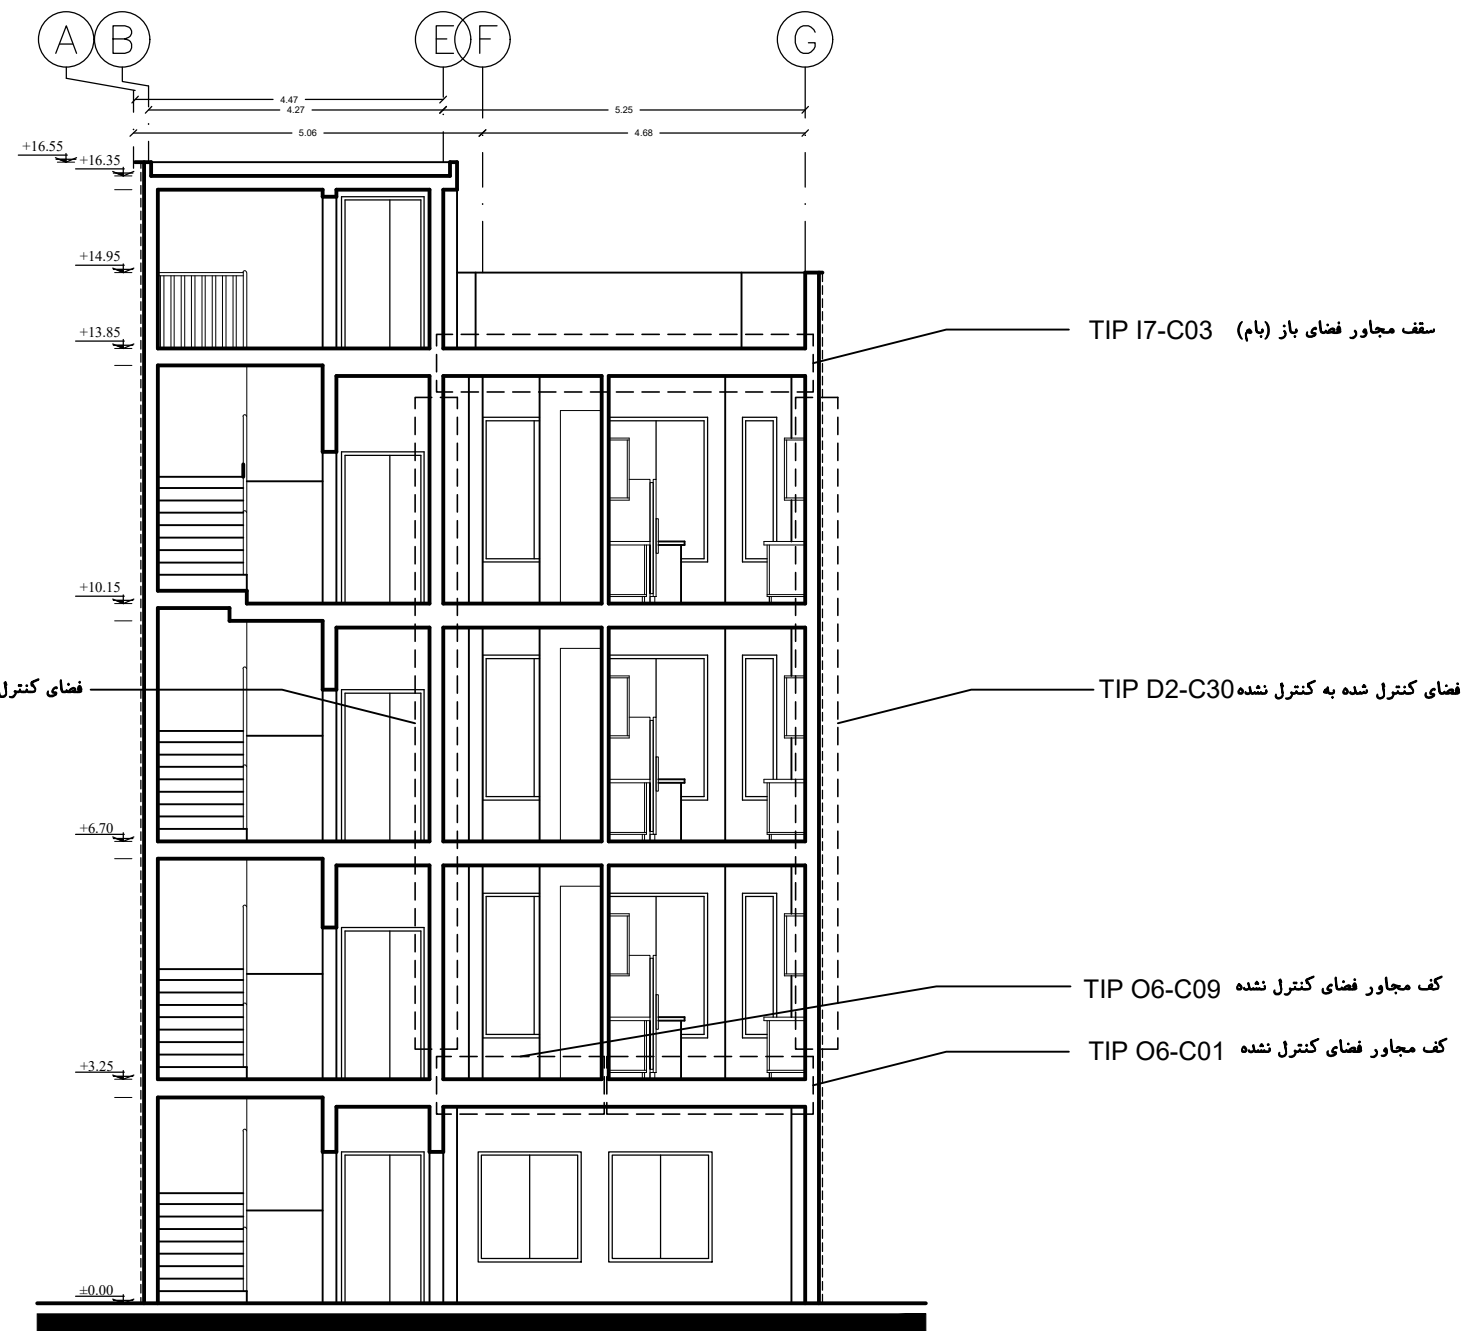 A B E F G
4.47
4.27 5.25
5.06 4.68
+16.55
+16.35
+14.95
+13.85
TIP I7-C03 سقف مجاور فضای باز (بام)
+10.15
فضای کنترل
TIP D2-C30 فضای کنترل شده به کنترل نشده
+6.70
TIP O6-C09 کف مجاور فضای کنترل نشده
TIP O6-C01 کف مجاور فضای کنترل نشده
+3.25
±0.00